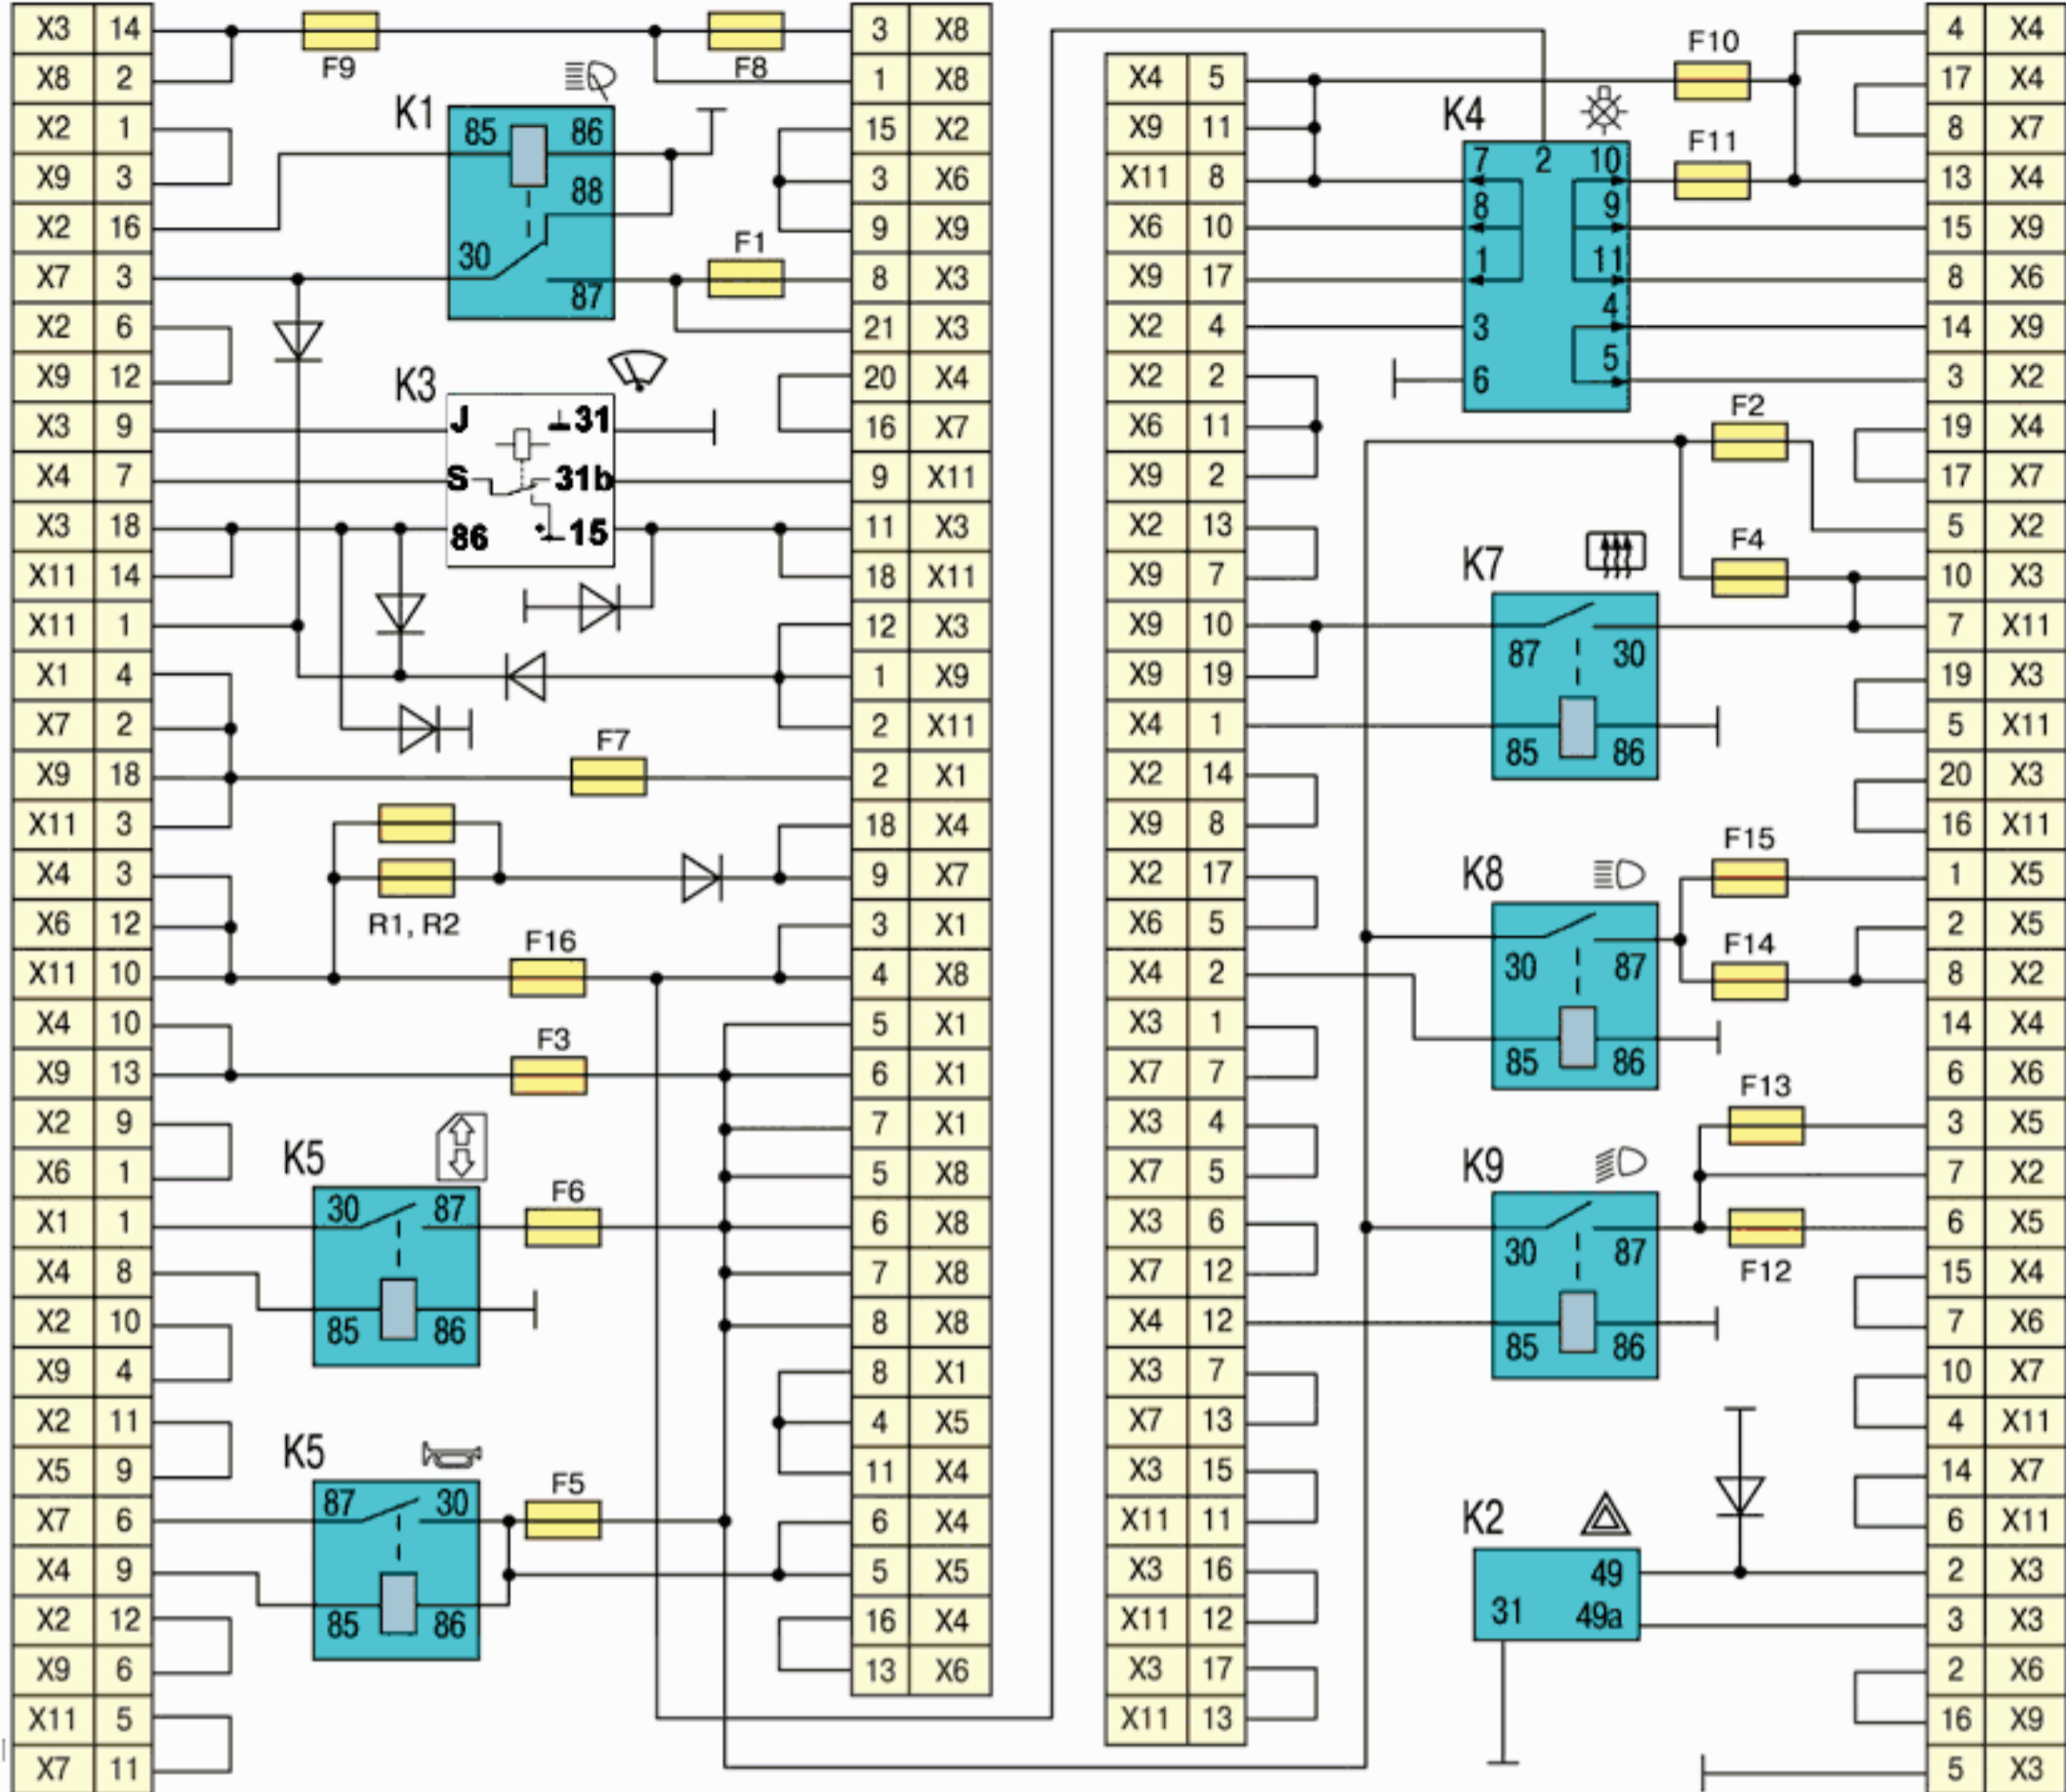 X3 14
X8 2
X2 1
X9 3
X2 16
X7 3
X2 6
X9 12
X3 9
X4 7
X3 18
X11 14
X11 1
X1 4
X7 2
X9 18
X11 3
X4 3
X6 12
X11 10
X4 10
X9 13
X2 9
X6 1
X1 1
X4 8
X2 10
X9 4
X2 11
X5 9
X7 6
X4 9
X2 12
X9 6
X11 5
X7 11
F9
F8
K1
85 86
88
30
87
F1
K3
J ⊥31
S 31b
86 15
F7
R1, R2
F16
F3
K5
30 87
85 86
F6
K5
87 30
85 86
F5
3 X8
1 X8
15 X2
3 X6
9 X9
8 X3
21 X3
20 X4
16 X7
9 X11
11 X3
18 X11
12 X3
1 X9
2 X11
2 X1
18 X4
9 X7
3 X1
4 X8
5 X1
6 X1
7 X1
5 X8
6 X8
7 X8
8 X8
8 X1
4 X5
11 X4
6 X4
5 X5
16 X4
13 X6
X4 5
X9 11
X11 8
X6 10
X9 17
X2 4
X2 2
X6 11
X9 2
X2 13
X9 7
X9 10
X9 19
X4 1
X2 14
X9 8
X2 17
X6 5
X4 2
X3 1
X7 7
X3 4
X7 5
X3 6
X7 12
X4 12
X3 7
X7 13
X3 15
X11 11
X3 16
X11 12
X3 17
X11 13
F10
K4
F11
7 2 10
8 9
1 11
4
3
5
6
F2
F4
K7
87 30
85 86
F15
K8
F14
30 87
85 86
F13
K9
30 87
F12
85 86
K2
49
31 49a
4 X4
17 X4
8 X7
13 X4
15 X9
8 X6
14 X9
3 X2
19 X4
17 X7
5 X2
10 X3
7 X11
19 X3
5 X11
20 X3
16 X11
1 X5
2 X5
8 X2
14 X4
6 X6
3 X5
7 X2
6 X5
15 X4
7 X6
10 X7
4 X11
14 X7
6 X11
2 X3
3 X3
2 X6
16 X9
5 X3